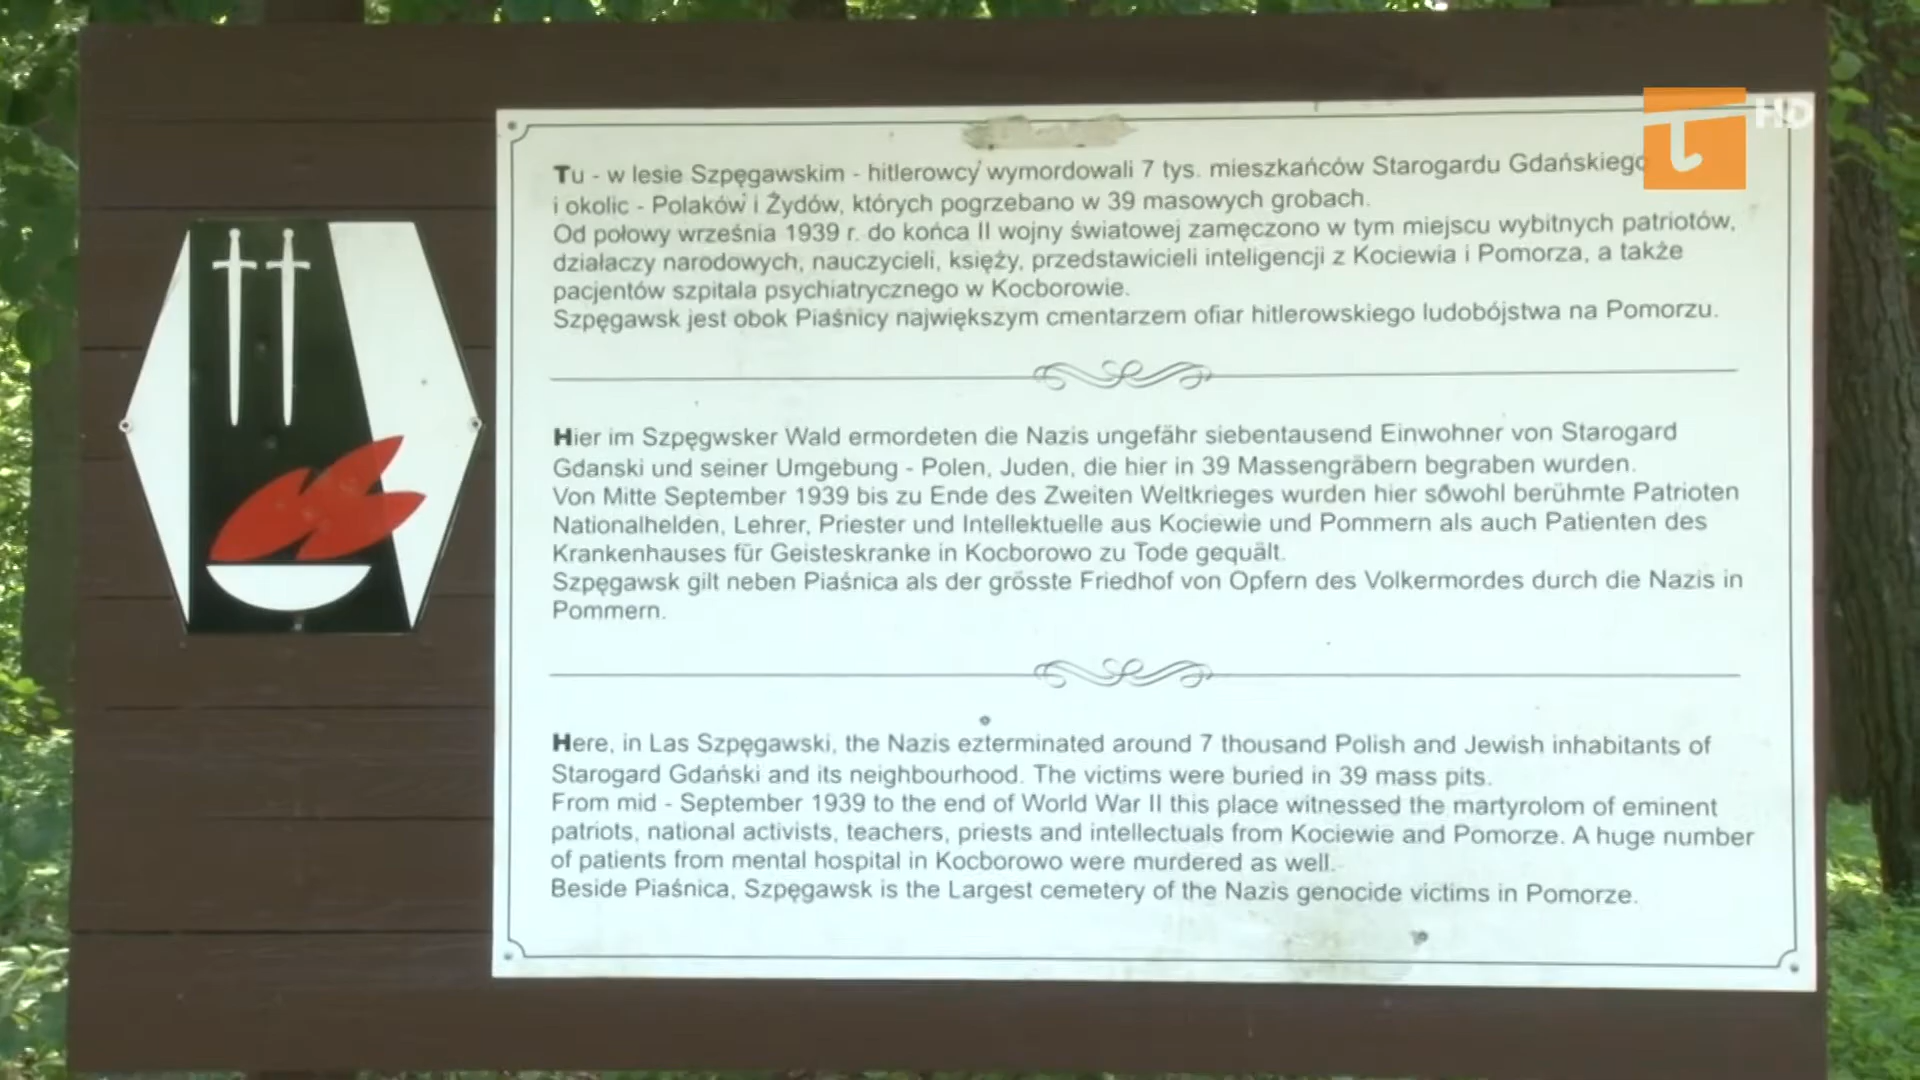 HD
Tu - w lesie Szpęgawskim - hitlerowcy wymordowali 7 tys. mieszkańców Starogardu Gdańskiego
i okolic - Polaków i Żydów, których pogrzebano w 39 masowych grobach.
Od połowy września 1939 r. do końca II wojny światowej zamęczono w tym miejscu wybitnych patriotów,
działaczy narodowych, nauczycieli, księży, przedstawicieli inteligencji z Kociewia i Pomorza, a także
pacjentów szpitala psychiatrycznego w Kocborowie.
Szpęgawsk jest obok Piaśnicy największym cmentarzem ofiar hitlerowskiego ludobójstwa na Pomorzu.
Hier im Szpęgwsker Wald ermordeten die Nazis ungefähr siebentausend Einwohner von Starogard
Gdanski und seiner Umgebung - Polen, Juden, die hier in 39 Massengräbern begraben wurden.
Von Mitte September 1939 bis zu Ende des Zweiten Weltkrieges wurden hier sowohl berühmte Patrioten
Nationalhelden, Lehrer, Priester und Intellektuelle aus Kociewie und Pommern als auch Patienten des
Krankenhauses für Geisteskranke in Kocborowo zu Tode gequält.
Szpęgawsk gilt neben Piaśnica als der grösste Friedhof von Opfern des Volkermordes durch die Nazis in
Pommern.
Here, in Las Szpęgawski, the Nazis ezterminated around 7 thousand Polish and Jewish inhabitants of
Starogard Gdański and its neighbourhood. The victims were buried in 39 mass pits.
From mid - September 1939 to the end of World War II this place witnessed the martyrolom of eminent
patriots, national activists, teachers, priests and intellectuals from Kociewie and Pomorze. A huge number
of patients from mental hospital in Kocborowo were murdered as well.
Beside Piaśnica, Szpęgawsk is the Largest cemetery of the Nazis genocide victims in Pomorze.